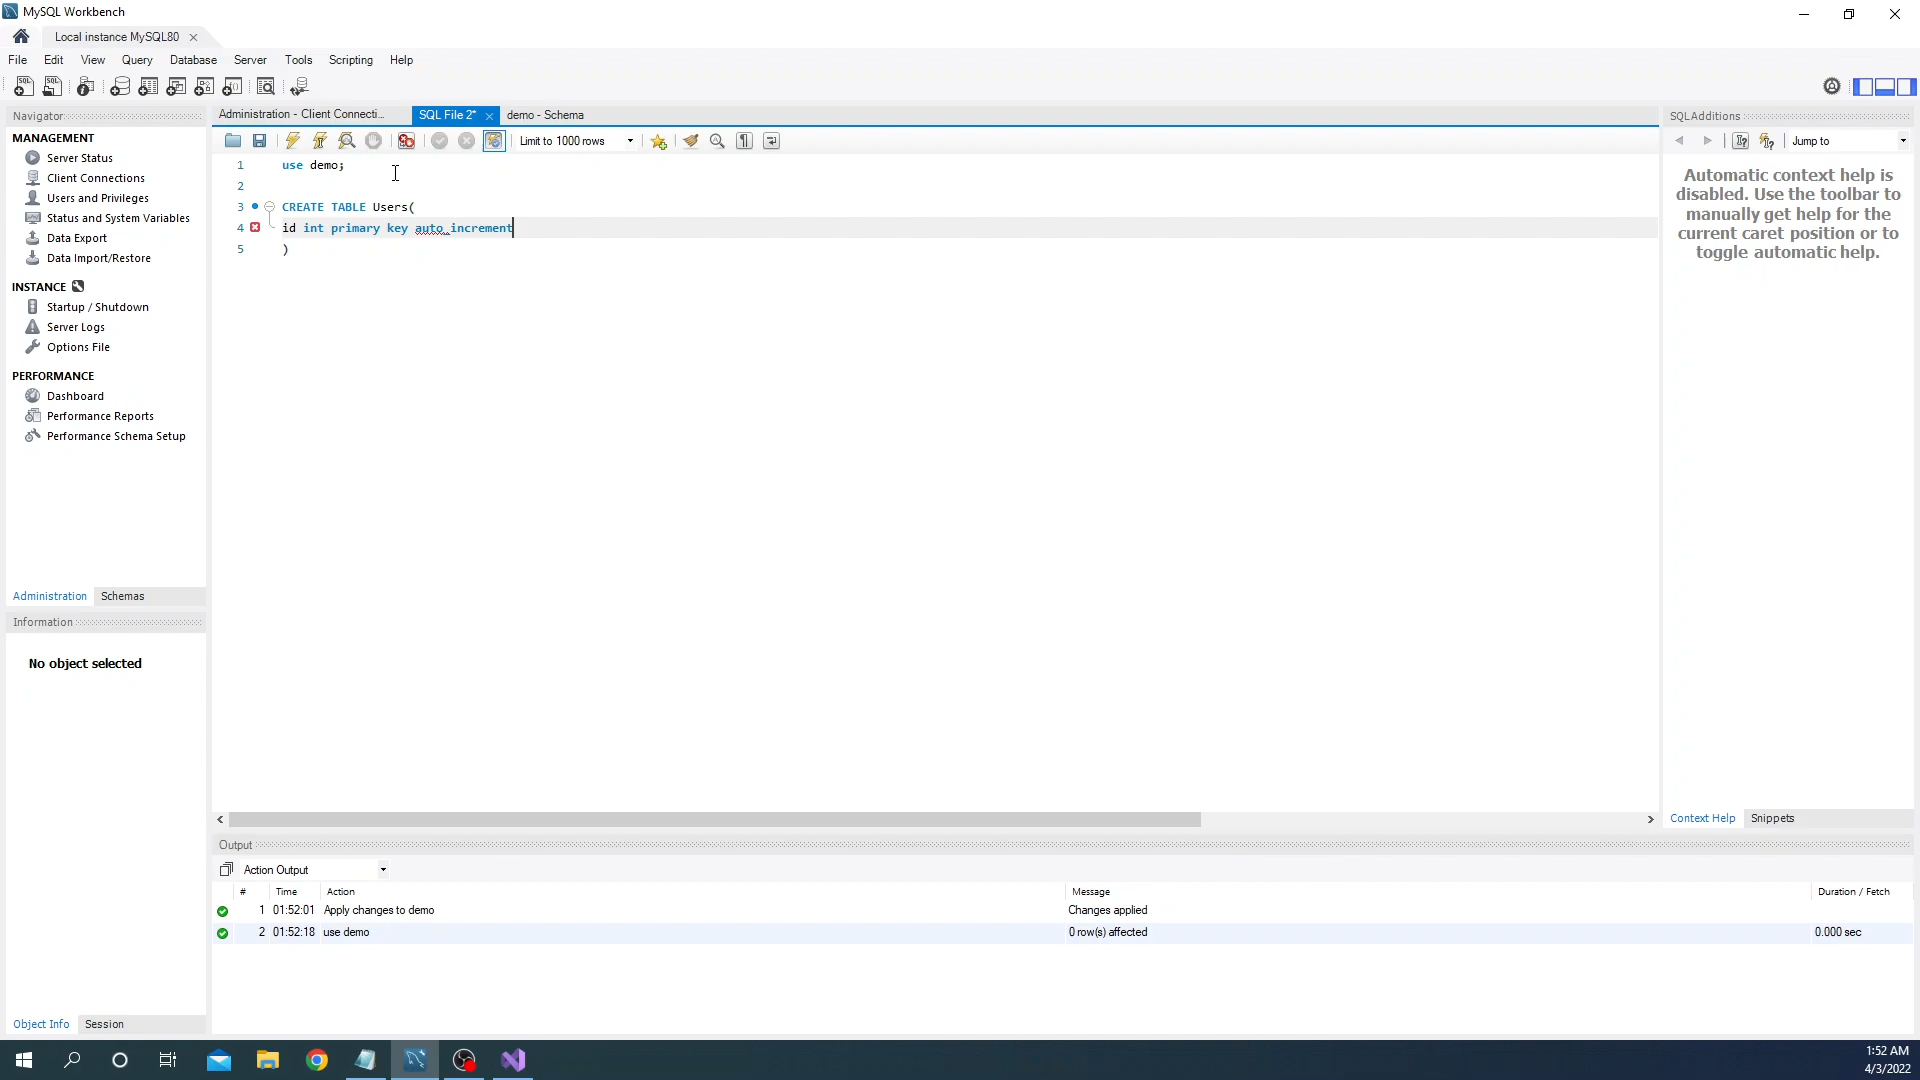 MySQL Workbench
Local instance MySQL80
File Edit View Query Database Server Tools Scripting Help
Navigator
MANAGEMENT
Server Status
Client Connections
Users and Privileges
Status and System Variables
Data Export
Data Import/Restore
INSTANCE
Startup / Shutdown
Server Logs
Options File
PERFORMANCE
Dashboard
Performance Reports
Performance Schema Setup
Administration Schemas
Information
No object selected
Object Info Session
Administration - Client Connecti... SQL File 2* demo - Schema
Limit to 1000 rows
1 use demo;
2
3 CREATE TABLE Users(
4 id int primary key auto_increment
5 )
Output
Action Output
# Time Action Message Duration / Fetch
1 01:52:01 Apply changes to demo Changes applied
2 01:52:18 use demo 0 row(s) affected 0.000 sec
SQLAdditions
Jump to
Automatic context help is
disabled. Use the toolbar to
manually get help for the
current caret position or to
toggle automatic help.
Context Help Snippets
1:52 AM
4/3/2022